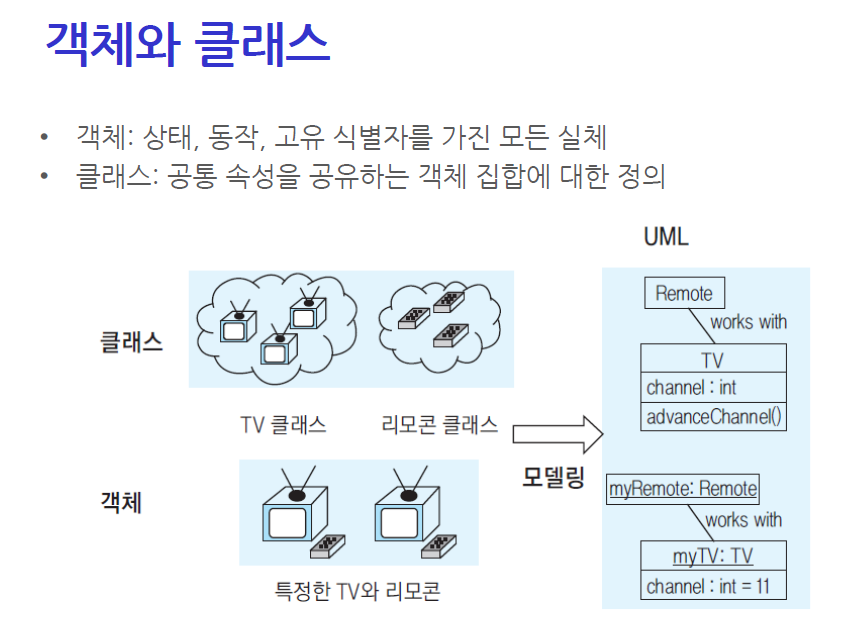 객체와 클래스
• 객체: 상태, 동작, 고유 식별자를 가진 모든 실체
• 클래스: 공통 속성을 공유하는 객체 집합에 대한 정의
UML
Remote
works with
클래스
TV
channel : int
advanceChannel()
TV 클래스
리모콘 클래스
모델링
객체
myRemote: Remote
works with
myTV: TV
channel : int = 11
특정한 TV와 리모콘